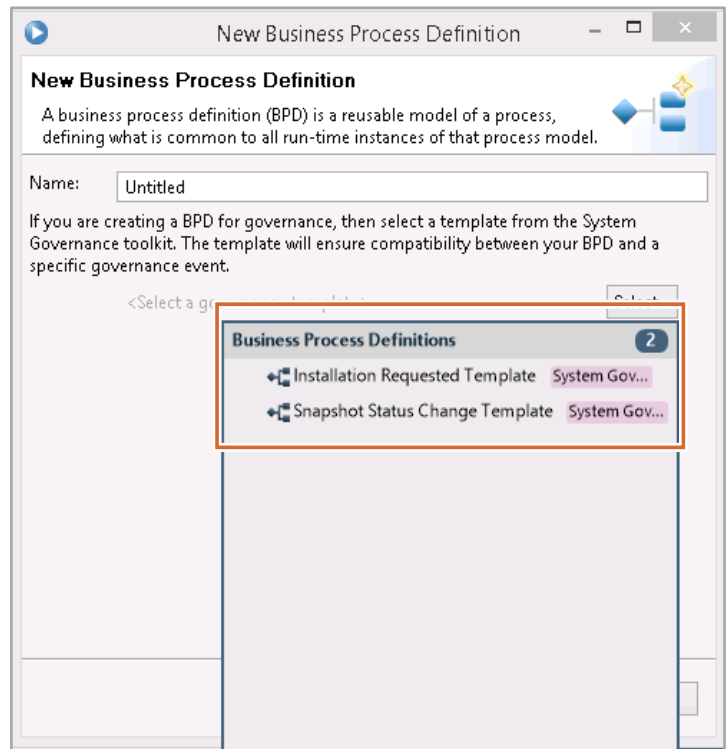 New Business Process Definition
New Business Process Definition
A business process definition (BPD) is a reusable model of a process,
defining what is common to all run-time instances of that process model.
Name: Untitled
If you are creating a BPD for governance, then select a template from the System
Governance toolkit. The template will ensure compatibility between your BPD and a
specific governance event.
<Select a
Business Process Definitions 2
Installation Requested Template System Gov...
Snapshot Status Change Template System Gov...